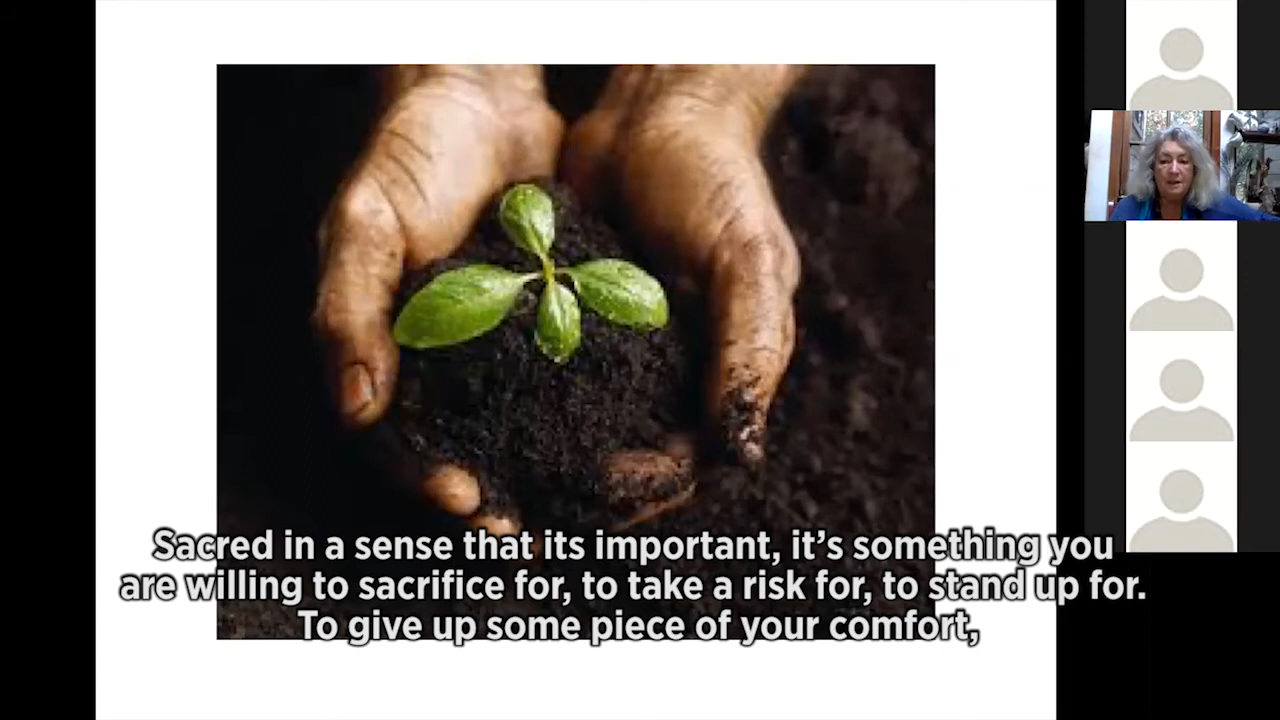 Sacred in a sense that its important, it’s something you
are willing to sacrifice for, to take a risk for, to stand up for.
To give up some piece of your comfort,